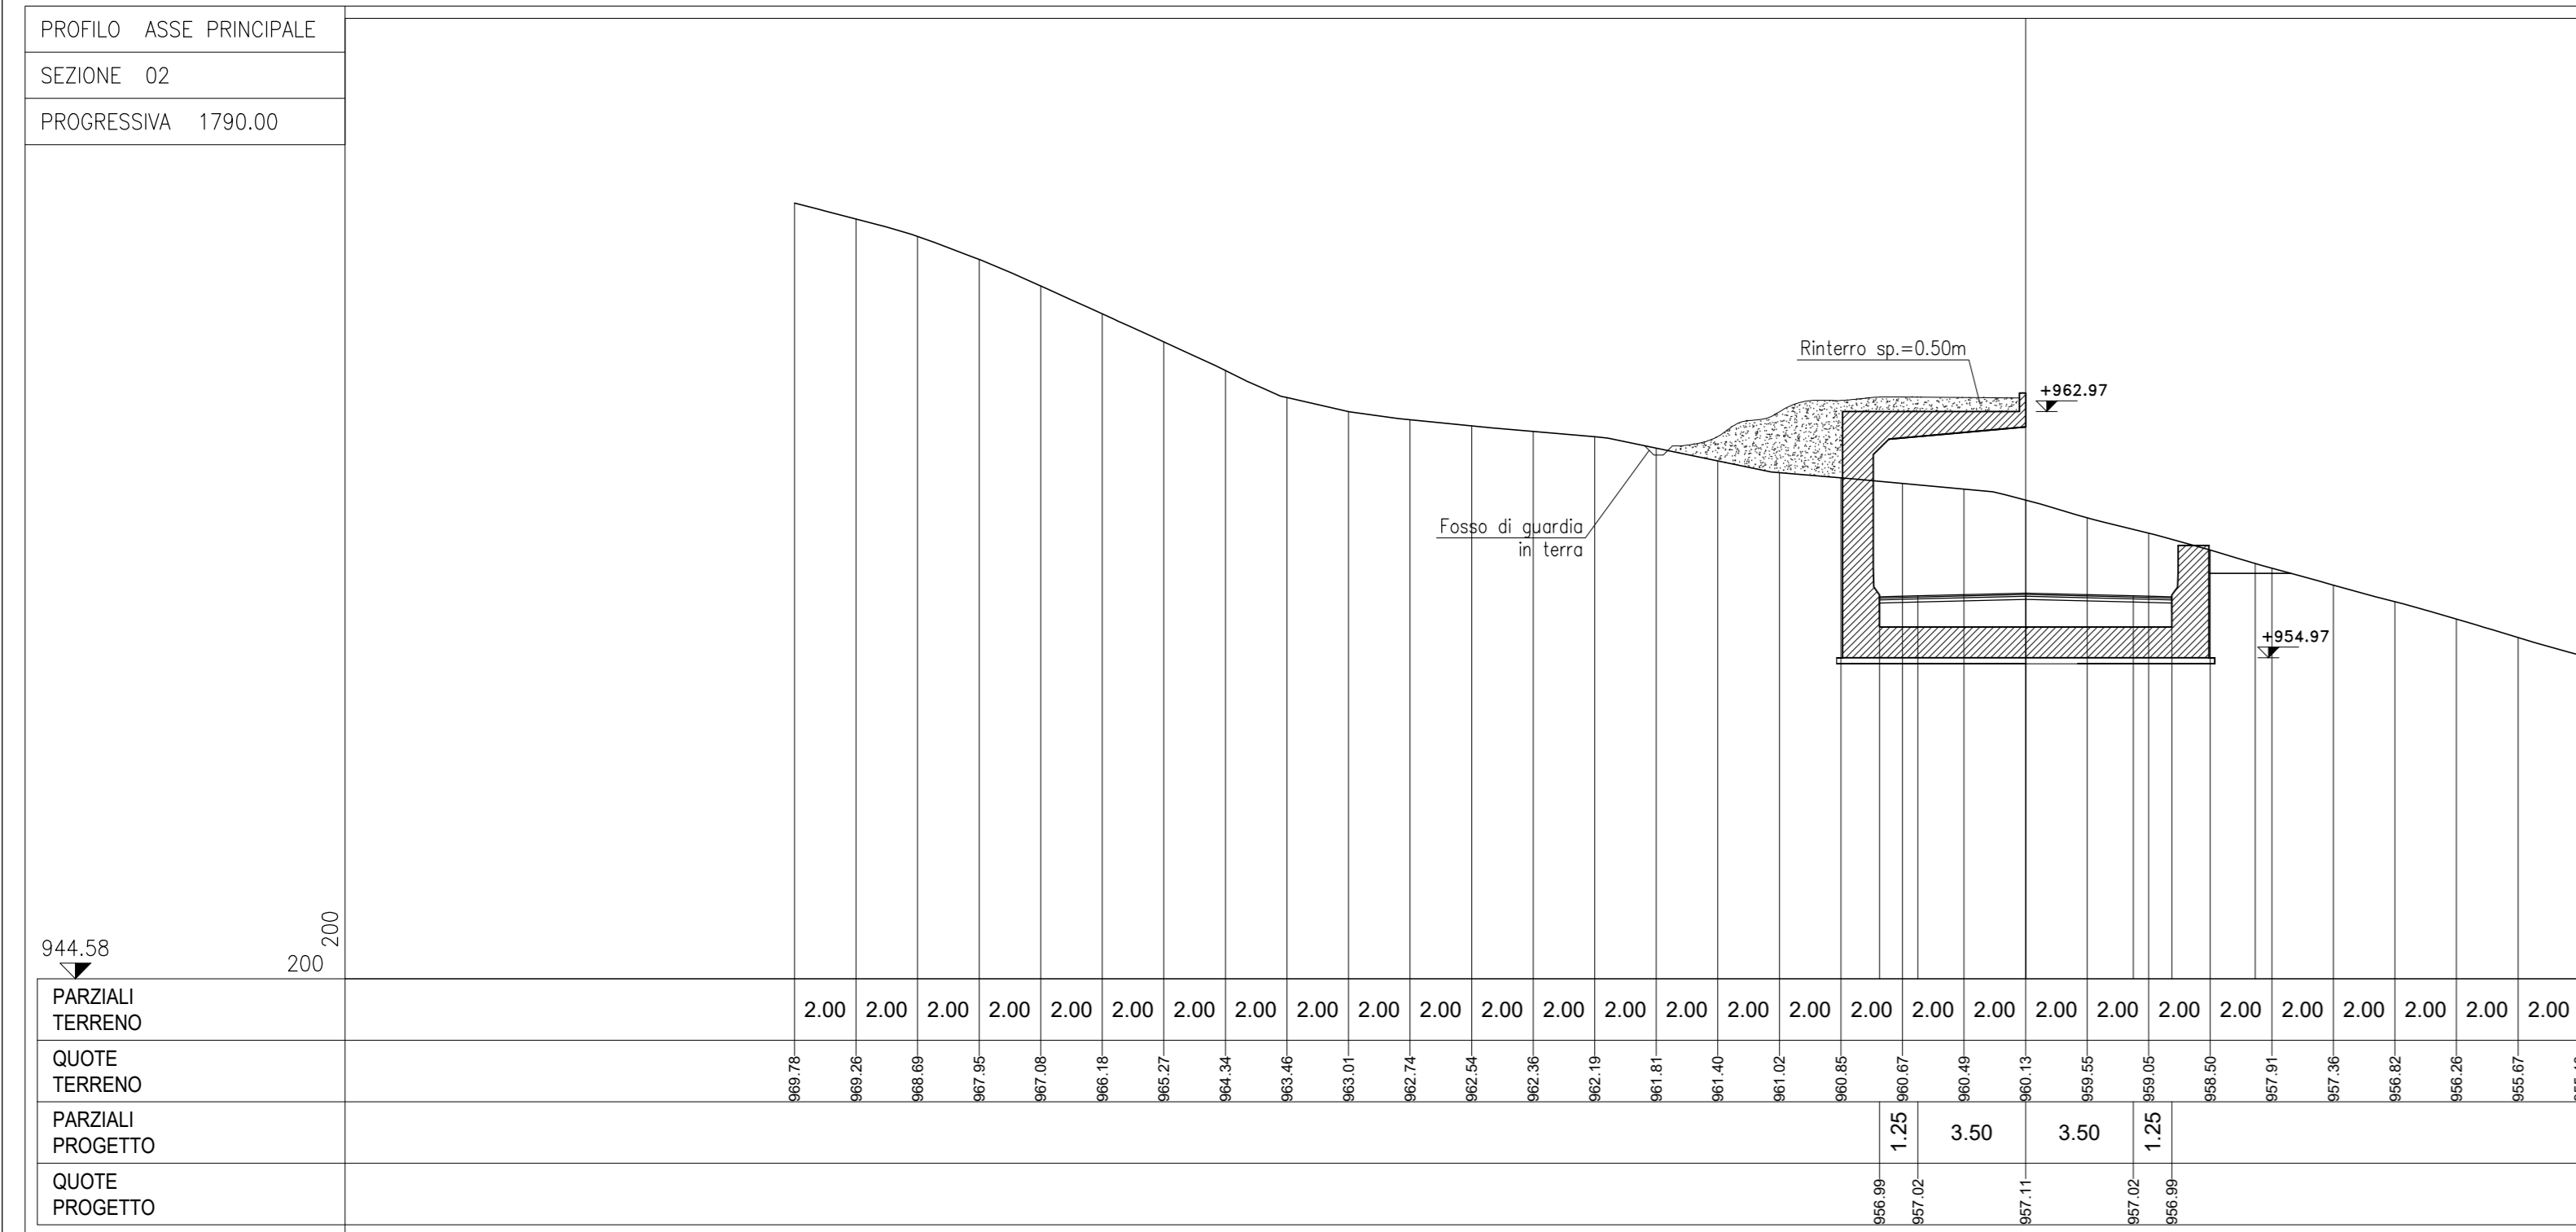 PROFILO ASSE PRINCIPALE
SEZIONE 02
PROGRESSIVA 1790.00
Rinterro sp.=0.50m
+962.97
Fosso di guardia
in terra
+954.97
944.58
200
200
PARZIALI
TERRENO
2.00 2.00 2.00 2.00 2.00 2.00 2.00 2.00 2.00 2.00 2.00 2.00 2.00 2.00 2.00 2.00 2.00 2.00 2.00 2.00 2.00 2.00 2.00 2.00 2.00 2.00 2.00 2.00 2.00
QUOTE
TERRENO
969.78 969.26 968.69 967.95 967.08 966.18 965.27 964.34 963.46 963.01 962.74 962.54 962.36 962.19 961.81 961.40 961.02 960.85 960.67 960.49 960.13 959.55 959.05 958.50 957.91 957.36 956.82 956.26 955.67
PARZIALI
PROGETTO
1.25 3.50 3.50 1.25
QUOTE
PROGETTO
956.99 957.02 957.11 957.02 956.99